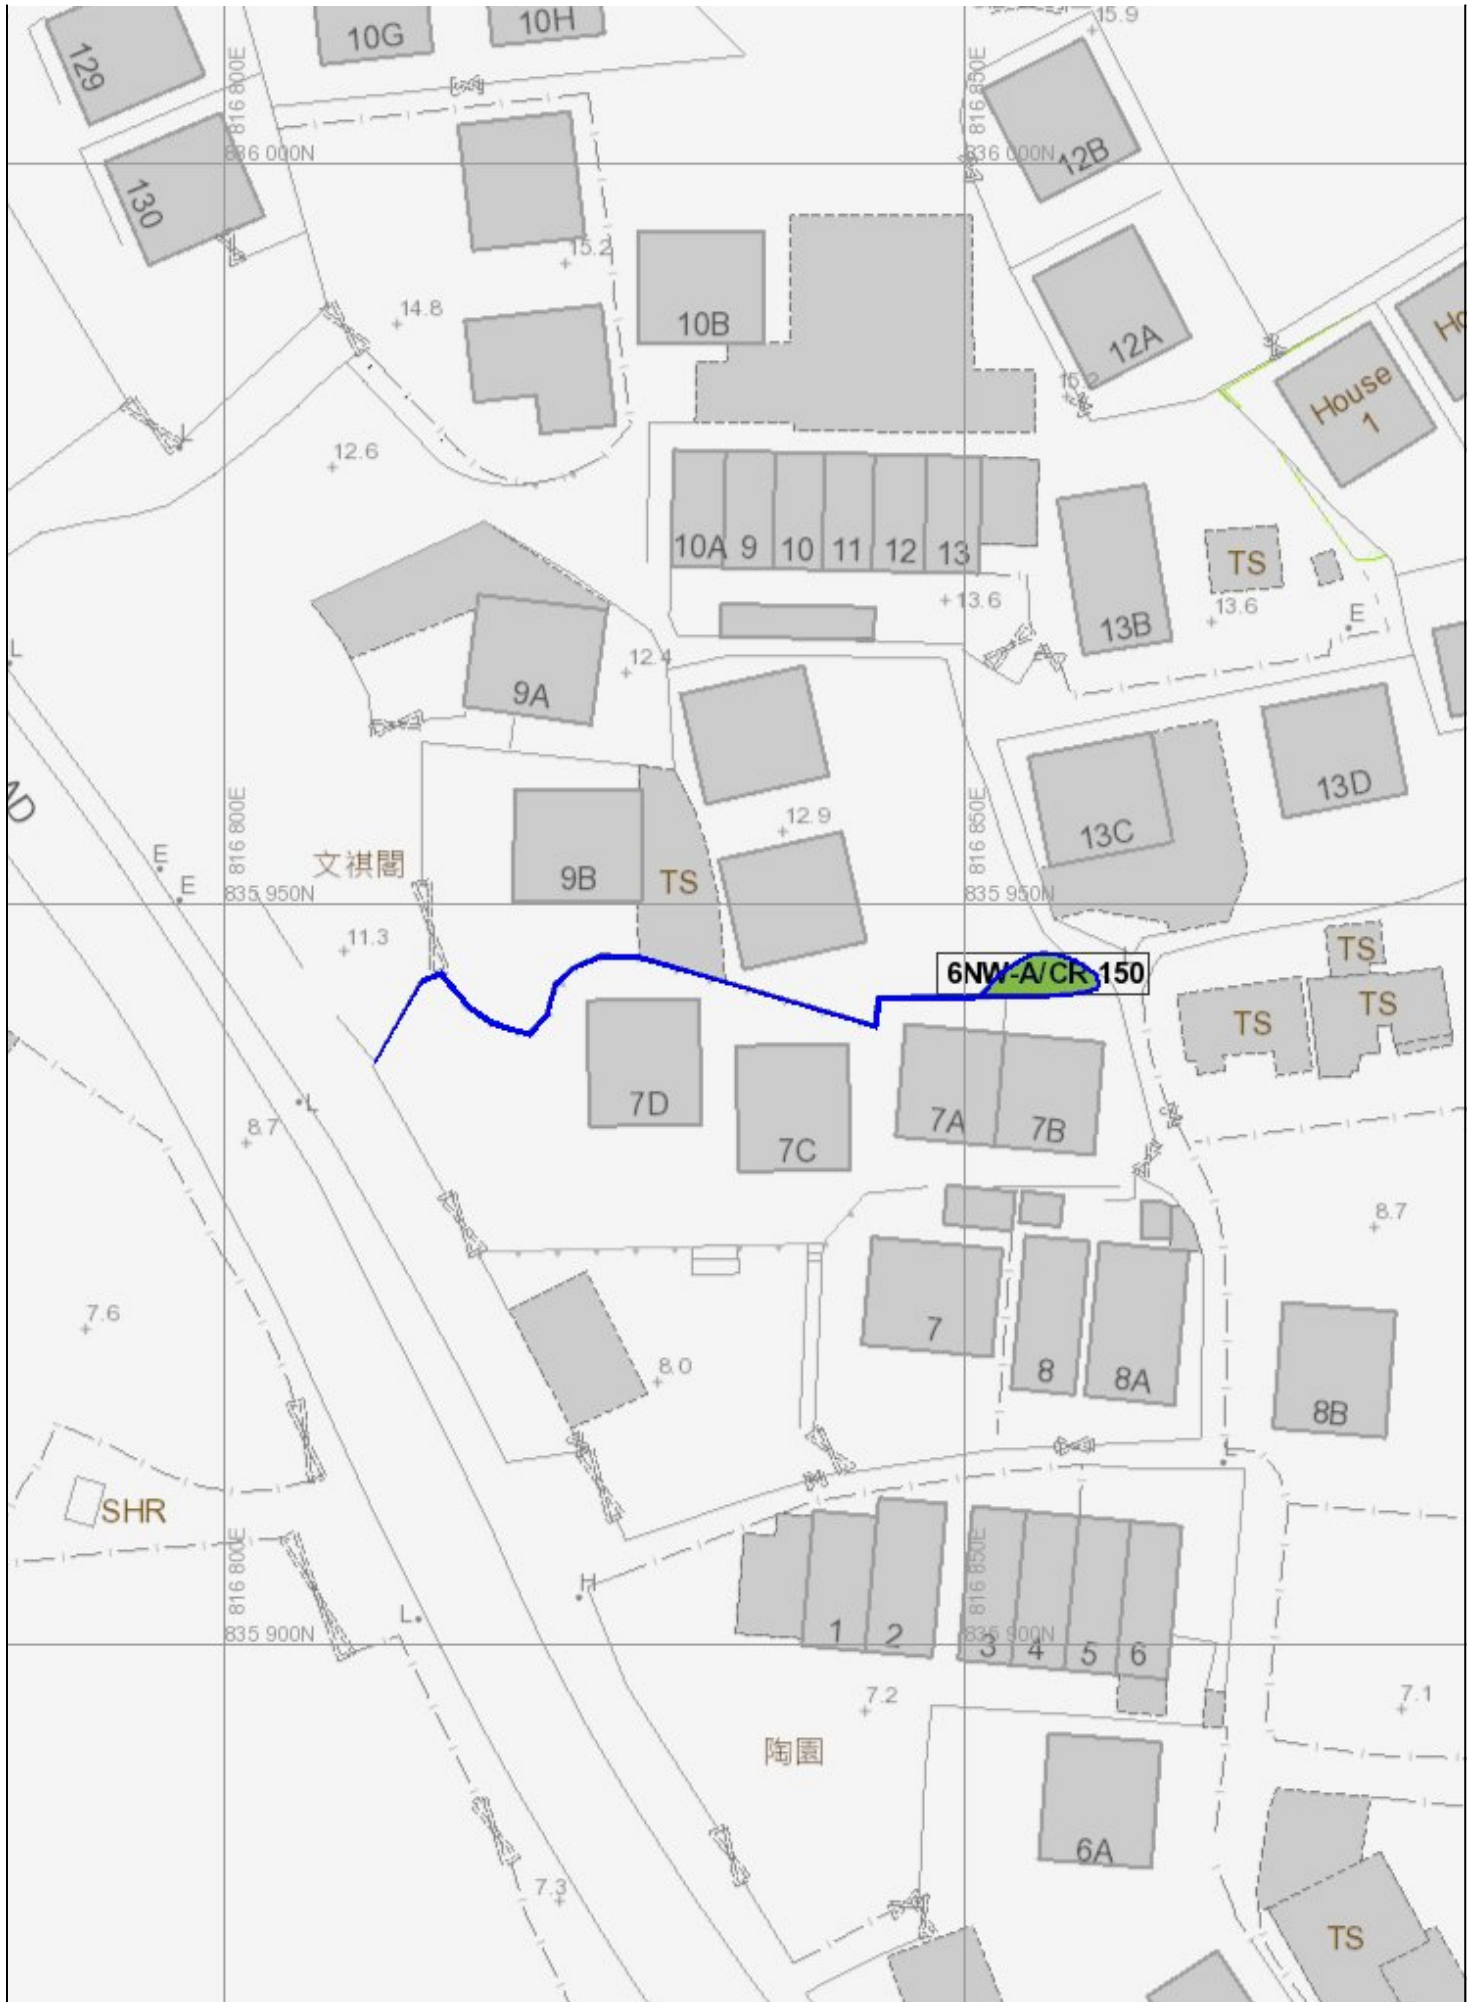 10G
10H
15.9
129
816 800E
816 850E
836 000N
836 000N
12B
130
15.2
14.8
10B
12A
15.2
House
1
Ho
12.6
10A
9
10
11
12
13
TS
13.6
13.6
13B
E
L
12.4
9A
13D
13C
AD
12.9
816 800E
816 850E
文祺閣
E
E
9B
TS
835 950N
835 950N
11.3
TS
6NW-A/CR 150
TS
TS
7D
7A
7B
7C
L
8.7
8.7
7.6
7
8
8A
8.0
8B
L
SHR
816 800E
816 850E
H
L
1
2
3
4
5
6
835 900N
835 900N
7.2
7.1
陶園
6A
7.3
TS